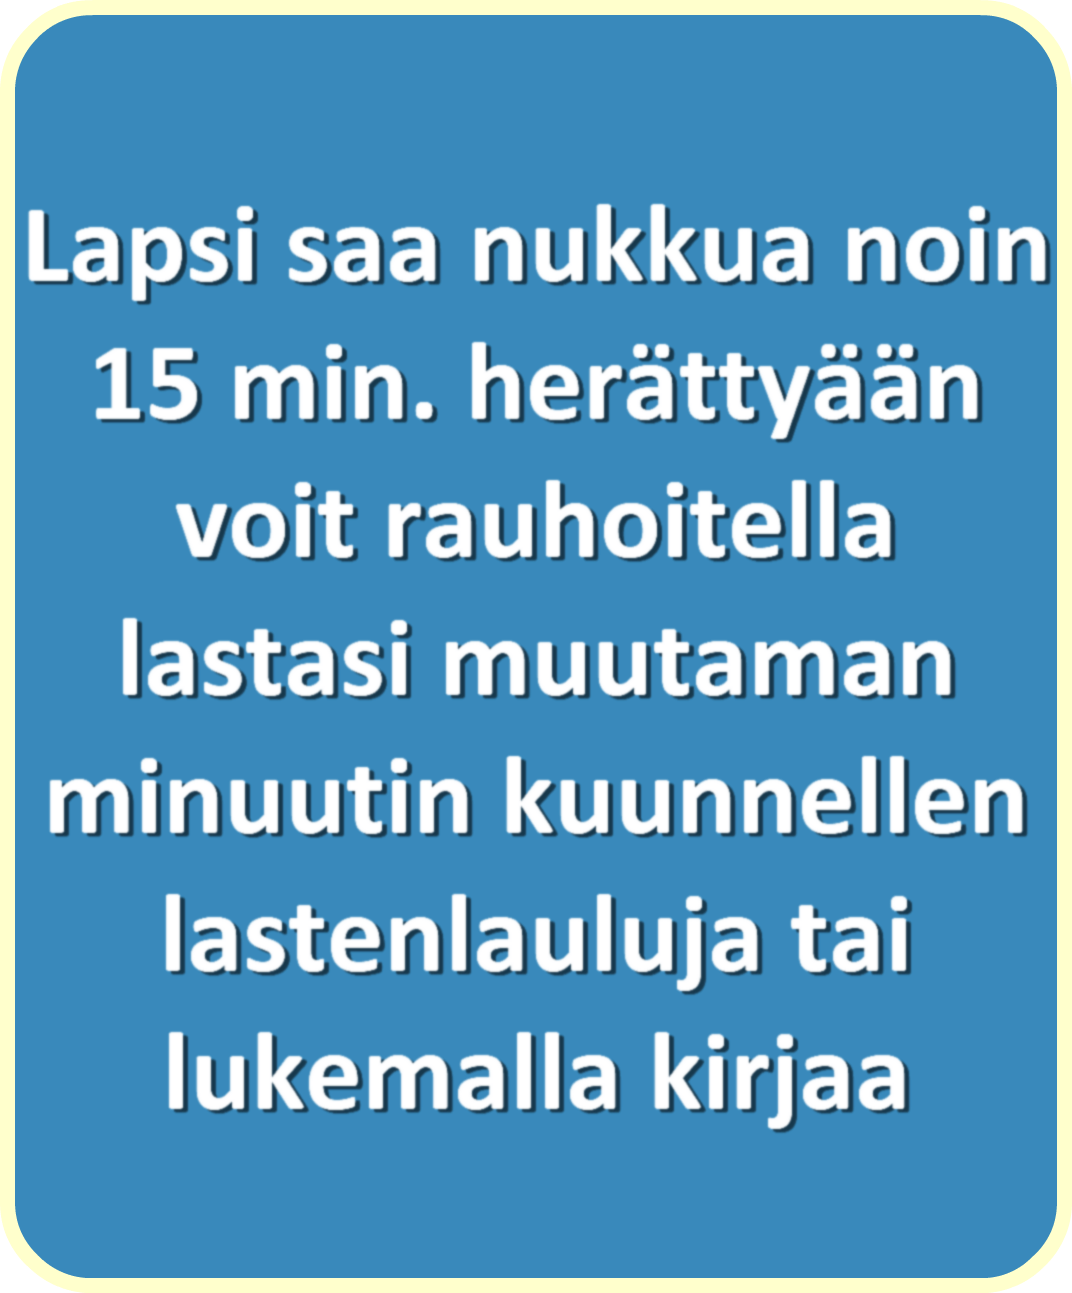 Lapsi saa nukkua noin
15 min. herättyään
voit rauhoitella
lastasi muutaman
minuutin kuunnellen
lastenlauluja tai
lukemalla kirjaa